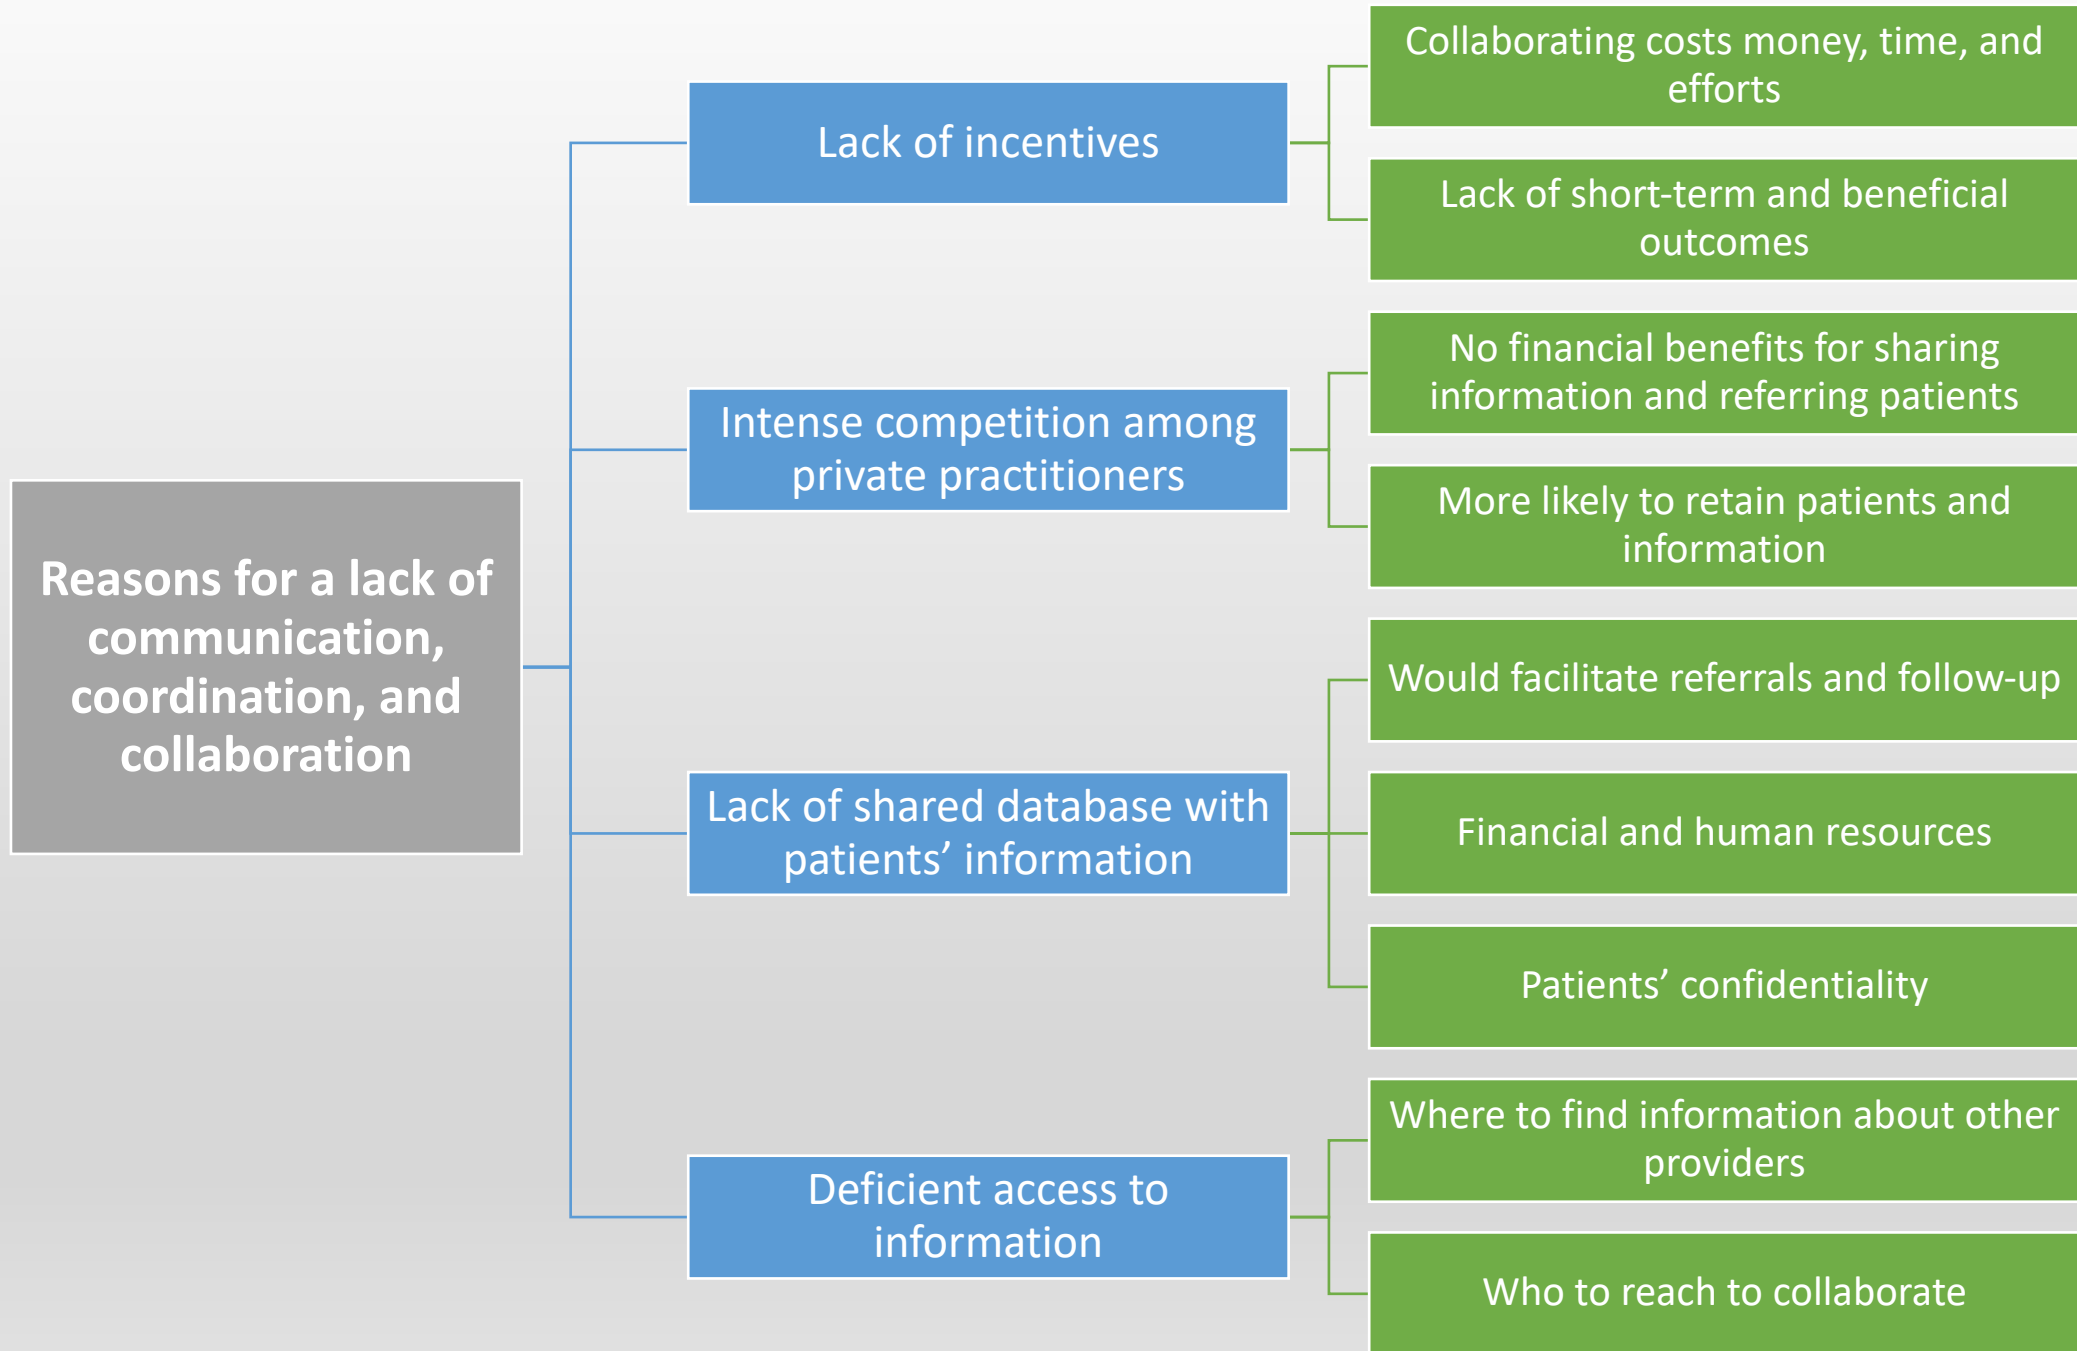 Reasons for a lack of
communication,
coordination, and
collaboration
Lack of incentives
Collaborating costs money, time, and
efforts
Lack of short-term and beneficial
outcomes
Intense competition among
private practitioners
No financial benefits for sharing
information and referring patients
More likely to retain patients and
information
Lack of shared database with
patients’ information
Would facilitate referrals and follow-up
Financial and human resources
Patients’ confidentiality
Deficient access to
information
Where to find information about other
providers
Who to reach to collaborate